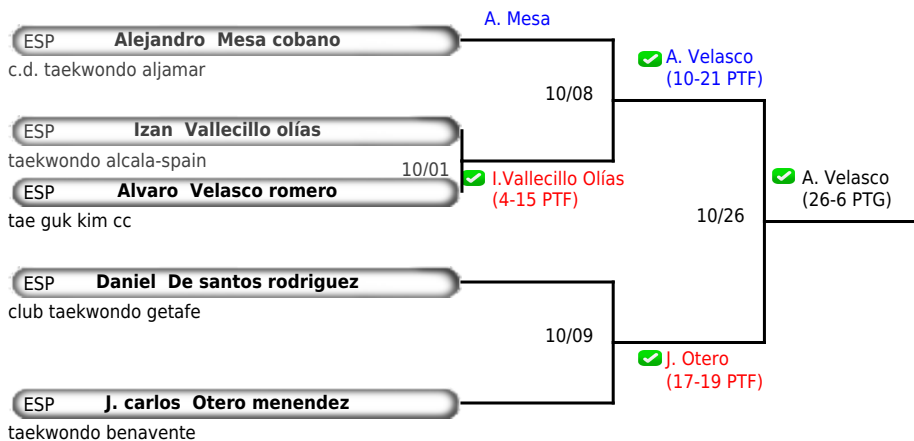 A. Mesa
ESP Alejandro Mesa cobano
c.d. taekwondo aljamar
A. Velasco
(10-21 PTF)
10/08
ESP Izan Vallecillo olías
taekwondo alcala-spain
10/01
I.Vallecillo Olías
(4-15 PTF)
ESP Alvaro Velasco romero
tae guk kim cc
A. Velasco
(26-6 PTG)
10/26
ESP Daniel De santos rodriguez
club taekwondo getafe
10/09
J. Otero
(17-19 PTF)
ESP J. carlos Otero menendez
taekwondo benavente